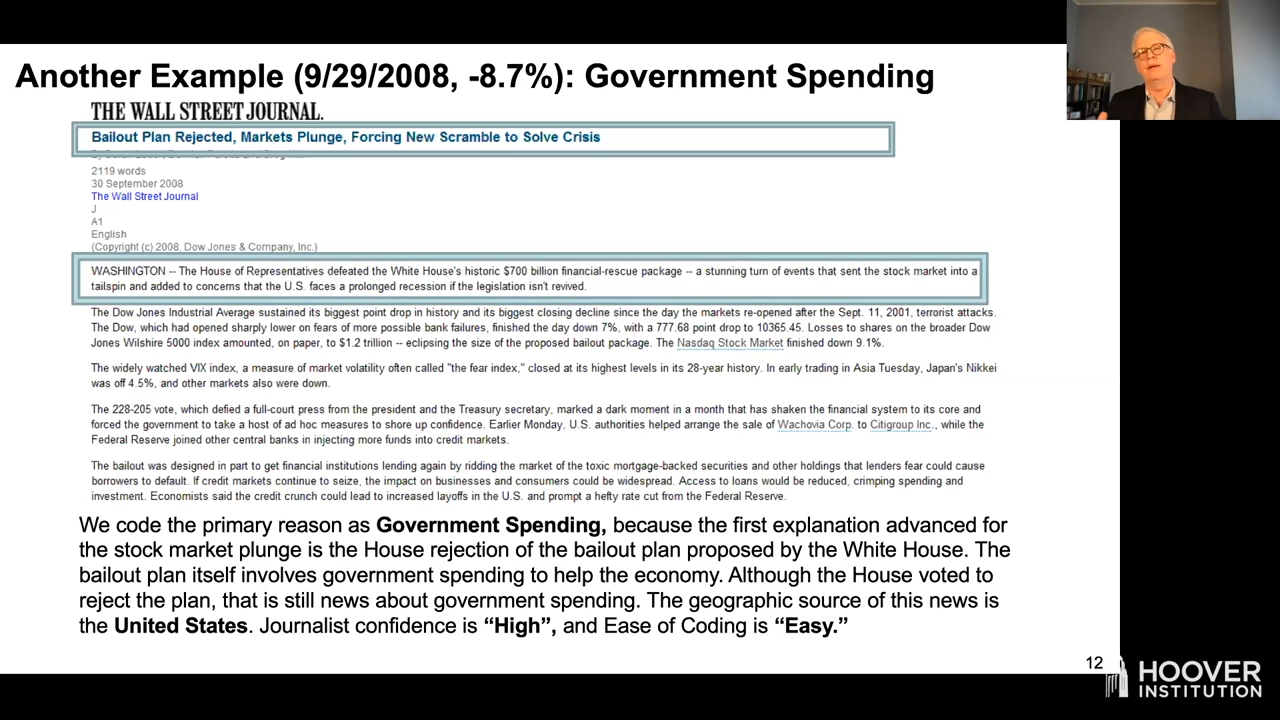 Another Example (9/29/2008, -8.7%): Government Spending
THE WALL STREET JOURNAL.
Bailout Plan Rejected, Markets Plunge, Forcing New Scramble to Solve Crisis
2119 words
30 September 2008
The Wall Street Journal
J
A1
English
(Copyright (c) 2008, Dow Jones & Company, Inc.)
WASHINGTON -- The House of Representatives defeated the White House's historic $700 billion financial-rescue package -- a stunning turn of events that sent the stock market into a
tailspin and added to concerns that the U.S. faces a prolonged recession if the legislation isn't revived.
The Dow Jones Industrial Average sustained its biggest point drop in history and its biggest closing decline since the day the markets re-opened after the Sept. 11, 2001, terrorist attacks.
The Dow, which had opened sharply lower on fears of more possible bank failures, finished the day down 7%, with a 777.68 point drop to 10365.45. Losses to shares on the broader Dow
Jones Wilshire 5000 index amounted, on paper, to $1.2 trillion -- eclipsing the size of the proposed bailout package. The Nasdaq Stock Market finished down 9.1%.
The widely watched VIX index, a measure of market volatility often called "the fear index," closed at its highest levels in its 28-year history. In early trading in Asia Tuesday, Japan's Nikkei
was off 4.5%, and other markets also were down.
The 228-205 vote, which defied a full-court press from the president and the Treasury secretary, marked a dark moment in a month that has shaken the financial system to its core and
forced the government to take a host of ad hoc measures to shore up confidence. Earlier Monday, U.S. authorities helped arrange the sale of Wachovia Corp. to Citigroup Inc., while the
Federal Reserve joined other central banks in injecting more funds into credit markets.
The bailout was designed in part to get financial institutions lending again by ridding the market of the toxic mortgage-backed securities and other holdings that lenders fear could cause
borrowers to default. If credit markets continue to seize, the impact on businesses and consumers could be widespread. Access to loans would be reduced, crimping spending and
investment. Economists said the credit crunch could lead to increased layoffs in the U.S. and prompt a hefty rate cut from the Federal Reserve.
We code the primary reason as Government Spending, because the first explanation advanced for
the stock market plunge is the House rejection of the bailout plan proposed by the White House. The
bailout plan itself involves government spending to help the economy. Although the House voted to
reject the plan, that is still news about government spending. The geographic source of this news is
the United States. Journalist confidence is “High”, and Ease of Coding is “Easy.”
12
HOOVER
INSTITUTION